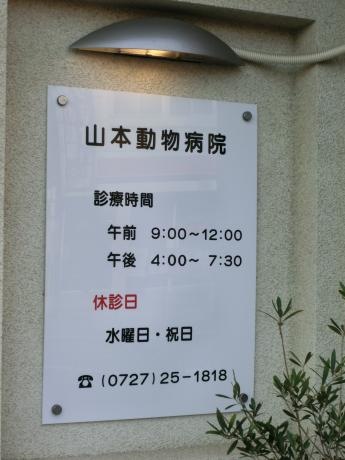 山本動物病院
診療時間
午前 9:00～12:00
午後 4:00～ 7:30
休診日
水曜日・祝日
☎ (0727)25-1818